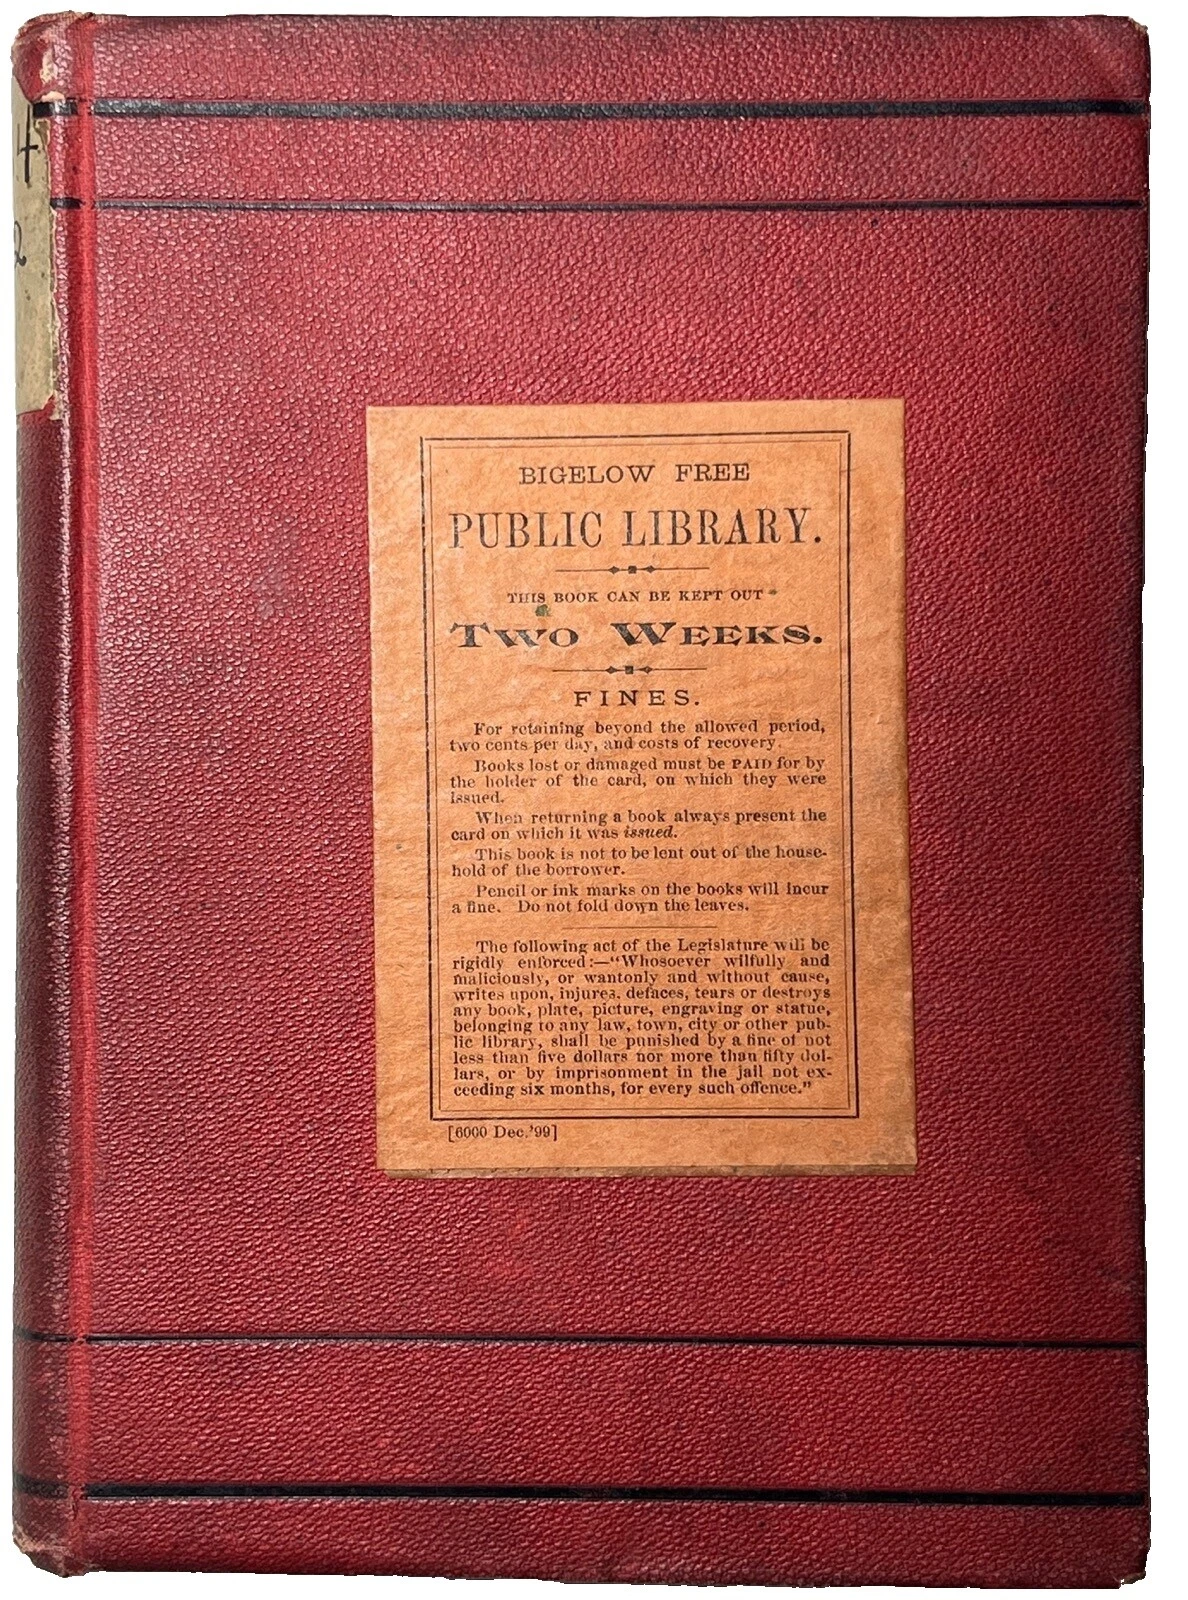 4
2
BIGELOW FREE
PUBLIC LIBRARY.
THIS BOOK CAN BE KEPT OUT
TWO WEEKS.
FINES.
For retaining beyond the allowed period,
two cents per day, and costs of recovery.
Books lost or damaged must be PAID for by
the holder of the card, on which they were
issued.
When returning a book always present the
card on which it was issued.
This book is not to be lent out of the house-
hold of the borrower.
Pencil or ink marks on the books will incur
a fine. Do not fold down the leaves.
The following act of the Legislature will be
rigidly enforced:—"Whosoever wilfully and
maliciously, or wantonly and without cause,
writes upon, injures, defaces, tears or destroys
any book, plate, picture, engraving or statue,
belonging to any law, town, city or other pub-
lic library, shall be punished by a fine of not
less than five dollars nor more than fifty dol-
lars, or by imprisonment in the jail not ex-
ceeding six months, for every such offence."
[6000 Dec.'99]